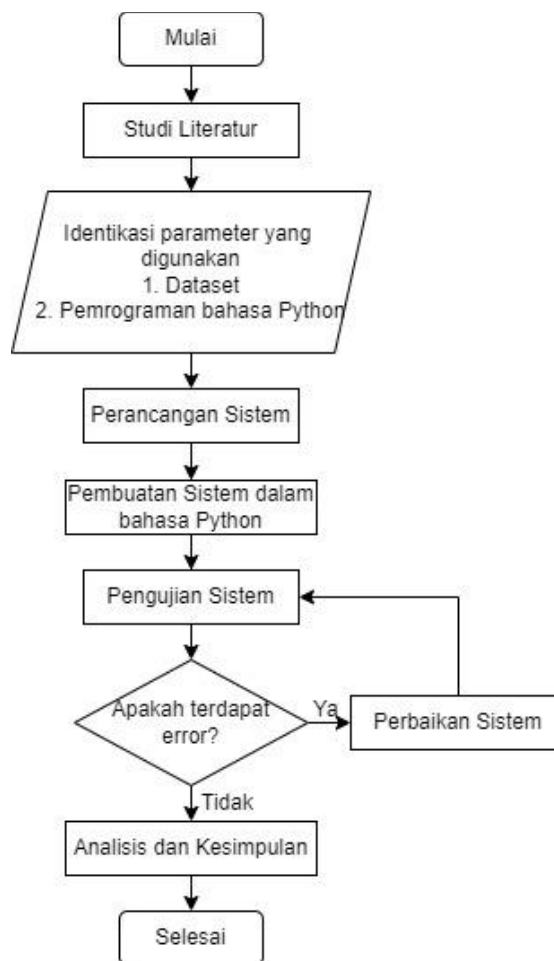 Mulai
Studi Literatur
Identikasi parameter yang
digunakan
1. Dataset
2. Pemrograman bahasa Python
Perancangan Sistem
Pembuatan Sistem dalam
bahasa Python
Pengujian Sistem
Apakah terdapat
error?
Ya
Perbaikan Sistem
Tidak
Analisis dan Kesimpulan
Selesai